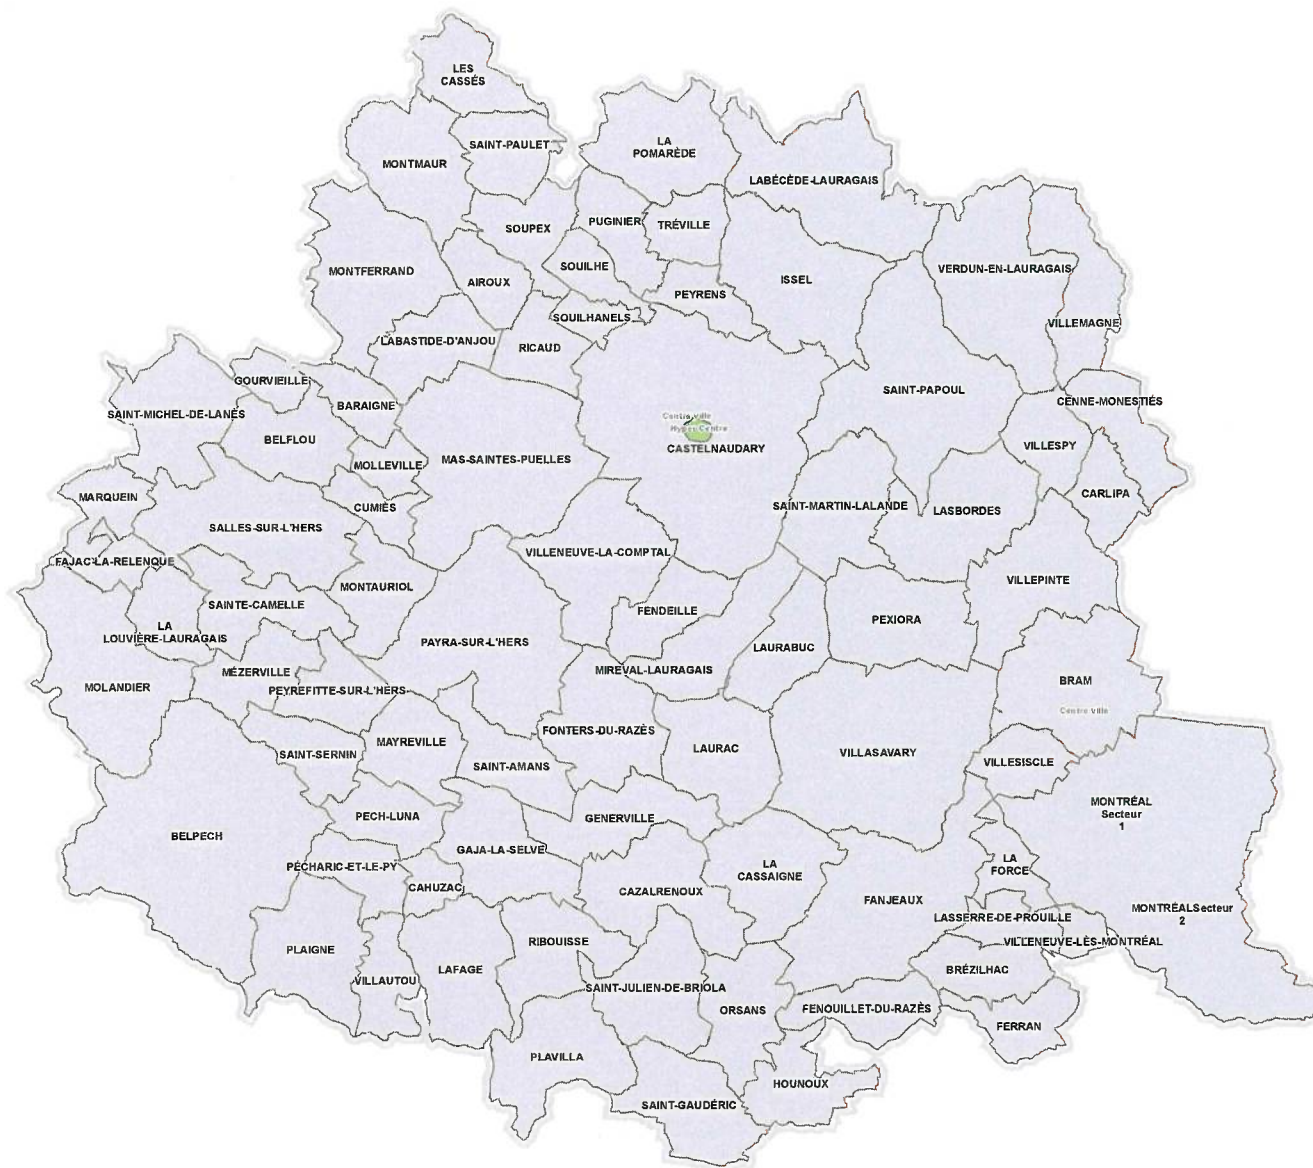 LES
CASSÉS
SAINT-PAULET
LA
POMARÈDE
MONTMAUR
LABÉCÈDE-LAURAGAIS
PUGINIER
TRÉVILLE
SOUPEX
SOUILHE
MONTFERRAND
AIROUX
ISSEL
VERDUN-EN-LAURAGAIS
PEYRENS
SOUILHANELS
VILLEMAGNE
LABASTIDE-D'ANJOU
RICAUD
GOURVIEILLE
SAINT-PAPOUL
CENNE-MONESTIÉS
BARAIGNE
SAINT-MICHEL-DE-LANÈS
Centre ville
Hyper Centre
CASTELNAUDARY
BELFLOU
VILLESPY
MOLLEVILLE
MAS-SAINTES-PUELLES
MARQUEIN
CARLIPA
CUMIÈS
SAINT-MARTIN-LALANDE
LASBORDES
SALLES-SUR-L'HERS
VILLENEUVE-LA-COMPTAL
FAJAC-LA-RELENQUE
VILLEPINTE
MONTAURIOL
SAINTE-CAMELLE
FENDEILLE
PEXIORA
LA
LOUVIÈRE-LAURAGAIS
PAYRA-SUR-L'HERS
LAURABUC
MÉZERVILLE
MIREVAL-LAURAGAIS
BRAM
Centre ville
MOLANDIER
PEYREFITTE-SUR-L'HERS
FONTERS-DU-RAZÈS
MAYREVILLE
LAURAC
VILLASAVARY
SAINT-SERNIN
SAINT-AMANS
VILLESISCLE
MONTRÉAL
Secteur
1
PECH-LUNA
GENERVILLE
BELPECH
GAJA-LA-SELVE
PÉCHARIC-ET-LE-PY
LA
FORCE
LA
CASSAIGNE
CAHUZAC
CAZALRENOUX
FANJEAUX
MONTRÉALSecteur
2
LASSERRE-DE-PROUILLE
VILLENEUVE-LÈS-MONTRÉAL
RIBOUISSE
PLAIGNE
LAFAGE
BRÉZILHAC
VILLAUTOU
SAINT-JULIEN-DE-BRIOLA
ORSANS
FENOUILLET-DU-RAZÈS
FERRAN
PLAVILLA
HOUNOUX
SAINT-GAUDÉRIC